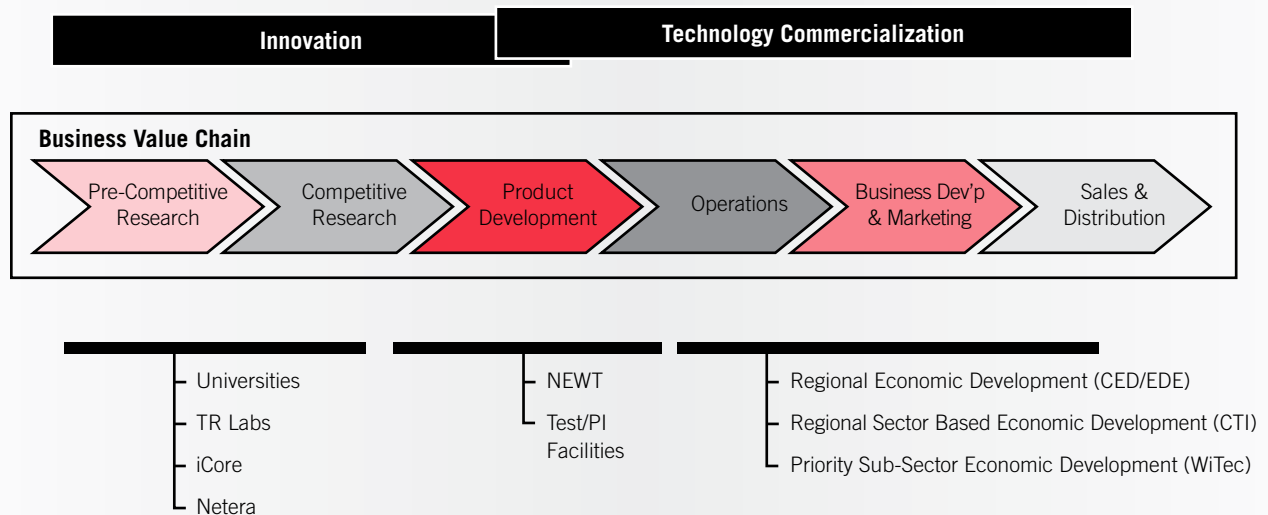 Innovation
Technology Commercialization
Business Value Chain
Pre-Competitive
Research
Competitive
Research
Product
Development
Operations
Business Dev'p
& Marketing
Sales &
Distribution
Universities
TR Labs
iCore
Netera
NEWT
Test/PI
Facilities
Regional Economic Development (CED/EDE)
Regional Sector Based Economic Development (CTI)
Priority Sub-Sector Economic Development (WiTec)